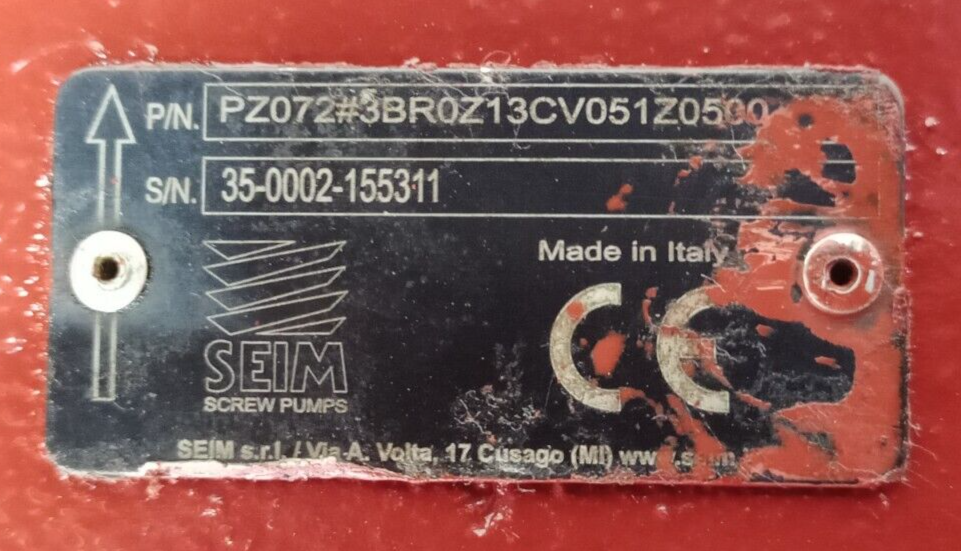 P/N. PZ072#3BR0Z13CV051Z0500
S/N. 35-0002-155311
Made in Italy
CE
SEIM
SCREW PUMPS
SEIM s.r.l. / Via A. Volta, 17 Cusago (MI)